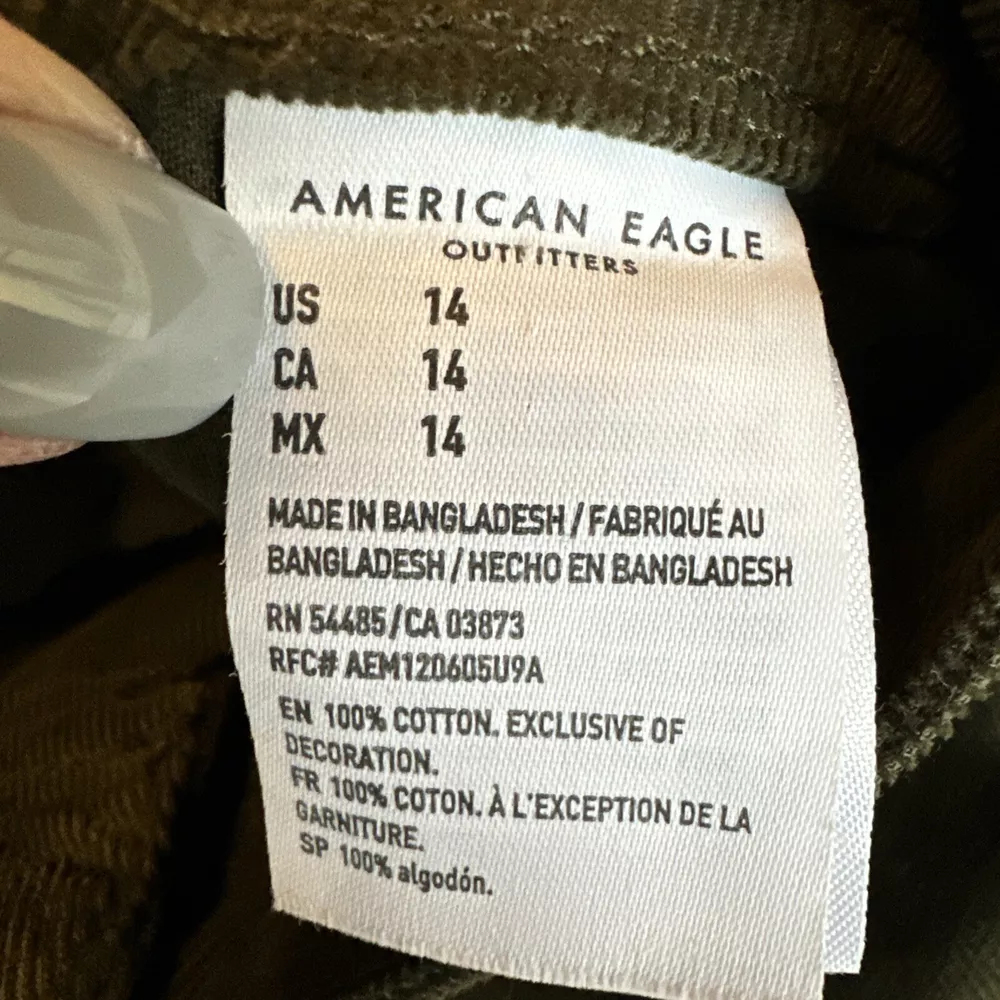 AMERICAN EAGLE
OUTFITTERS
US 14
CA 14
MX 14
MADE IN BANGLADESH / FABRIQUÉ AU
BANGLADESH / HECHO EN BANGLADESH
RN 54485/CA 03873
RFC# AEM120605U9A
EN 100% COTTON. EXCLUSIVE OF
DECORATION.
FR 100% COTON. À L'EXCEPTION DE LA
GARNITURE.
SP 100% algodón.